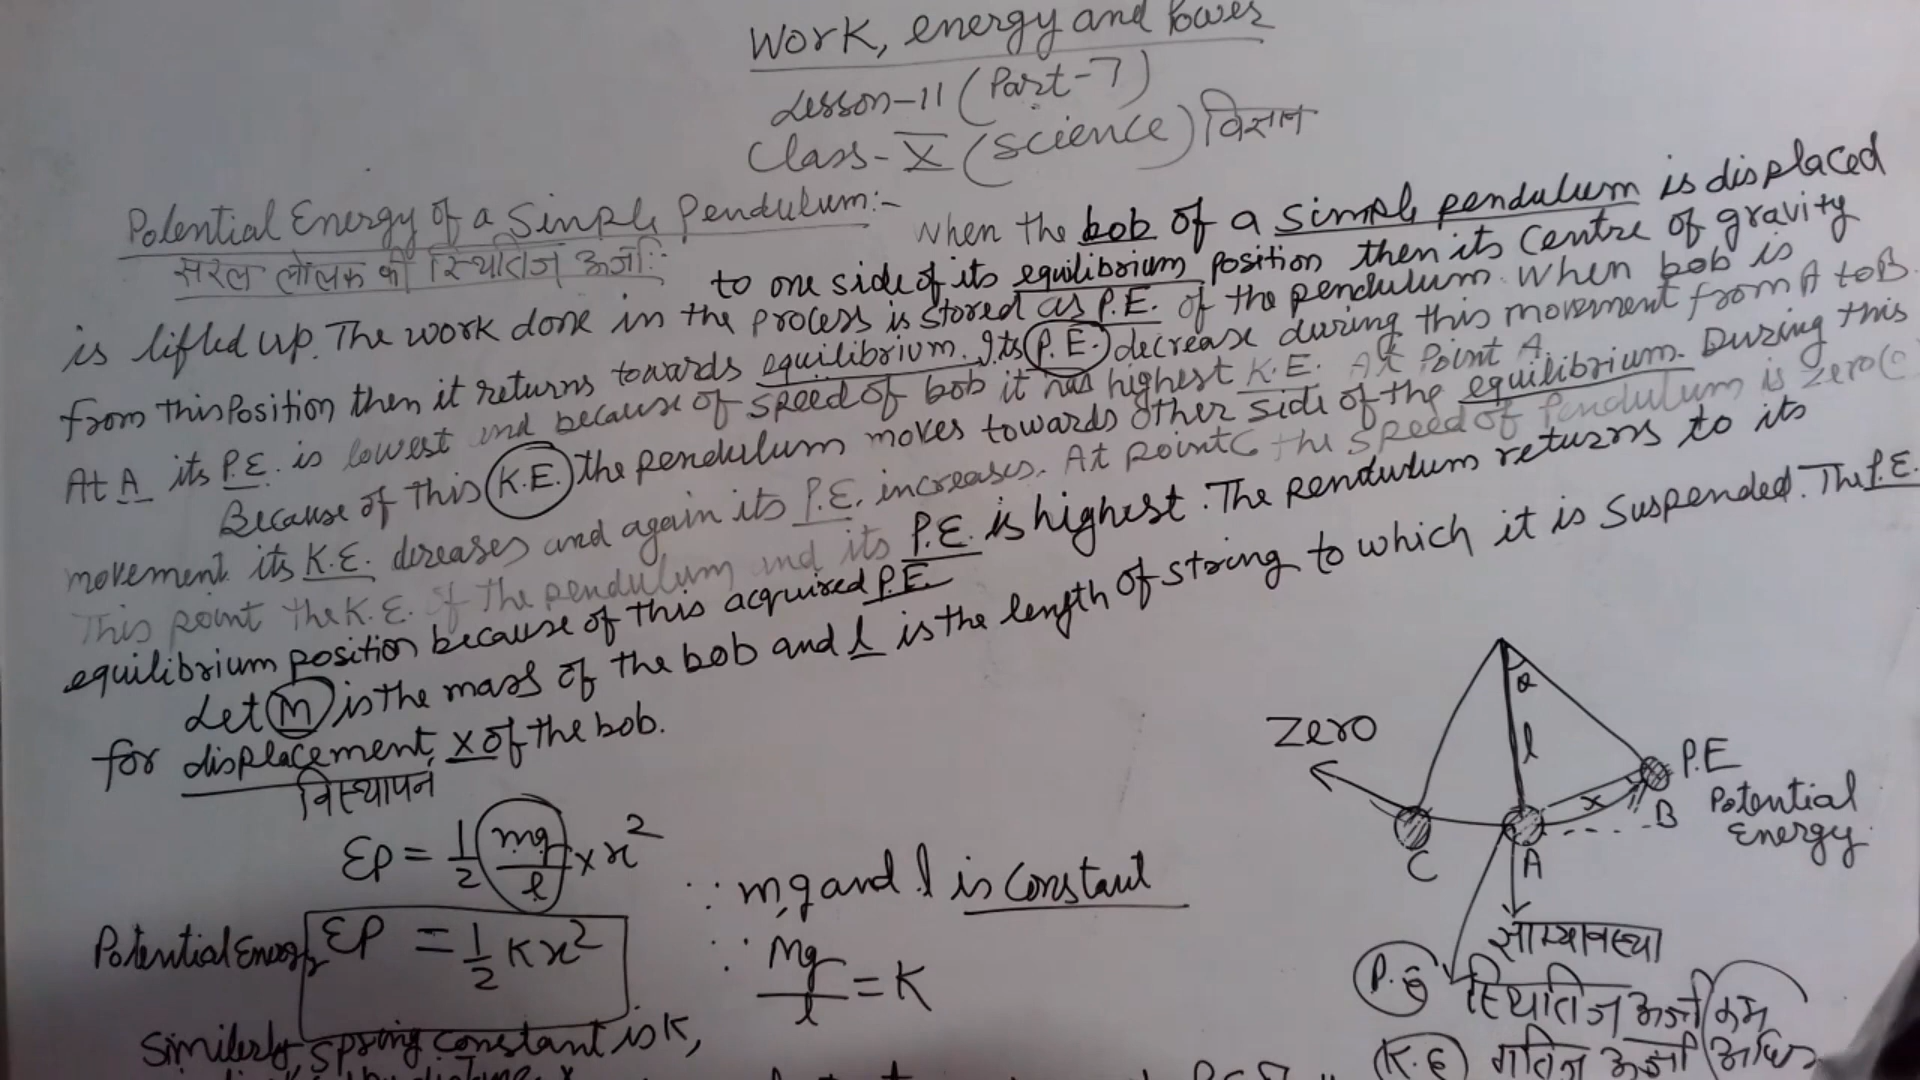 Work, energy and Power
Lesson-11 (Part-7)
Class-X (Science) विज्ञान
Potential Energy of a Simple Pendulum:- When the bob of a simple pendulum is displaced
सरल लोलक की स्थितिज ऊर्जा:-
to one side of its equilibrium position then its Centre of gravity
is lifted up. The work done in the process is stored as P.E. of the pendulum. When bob is
from this Position then it returns towards equilibrium. Its P.E. decrease during this movement from A to B.
At A its P.E. is lowest and because of speed of bob it has highest K.E. At Point A
Because of this K.E. the pendulum moves towards other side of the equilibrium. During this
movement its K.E. dereases and again its P.E. increases. At point C the speed of Pendulum is Zero (0
This point the K.E. of the pendulum and its P.E. is highest. The Pendulum returns to its
equilibrium position because of this acquired P.E.
Let M is the mass of the bob and l is the length of string to which it is suspended. The P.E.
for displacement x of the bob.
विस्थापन
EP = 1/2 mg/l × x²
∵ m,g and l is Constant
Potential Energy EP = 1/2 Kx²
∵ Mg/l = K
Similerly, spring constant is K,
Zero
l
x
P.E
Potential
Energy
B
C
A
साम्यावस्था
P.E स्थितिज ऊर्जा कम
K.E गतिज ऊर्जा अधिक